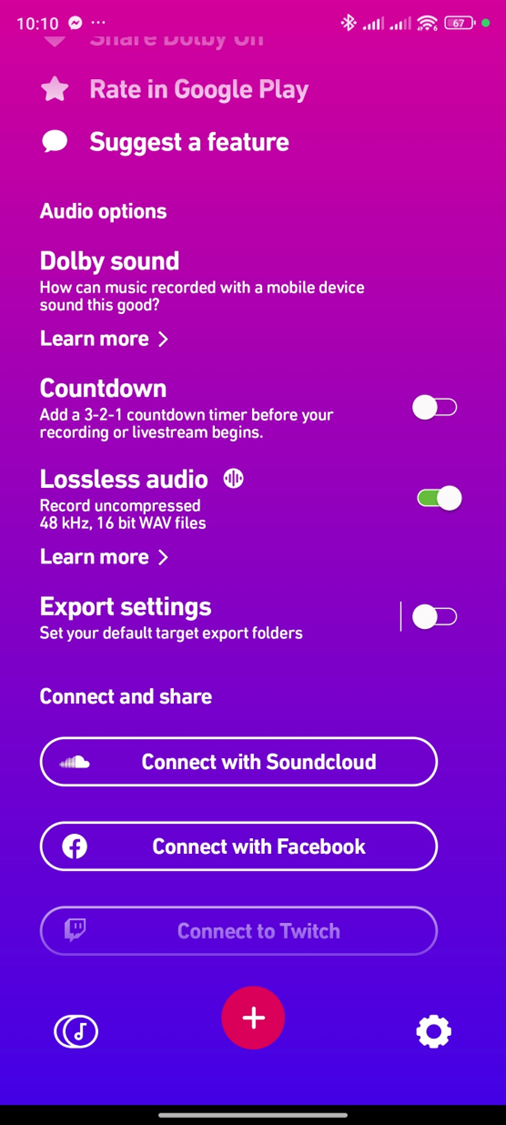 10:10
67
Share Dolby On
Rate in Google Play
Suggest a feature
Audio options
Dolby sound
How can music recorded with a mobile device
sound this good?
Learn more
Countdown
Add a 3-2-1 countdown timer before your
recording or livestream begins.
Lossless audio
Record uncompressed
48 kHz, 16 bit WAV files
Learn more
Export settings
Set your default target export folders
Connect and share
Connect with Soundcloud
Connect with Facebook
Connect to Twitch